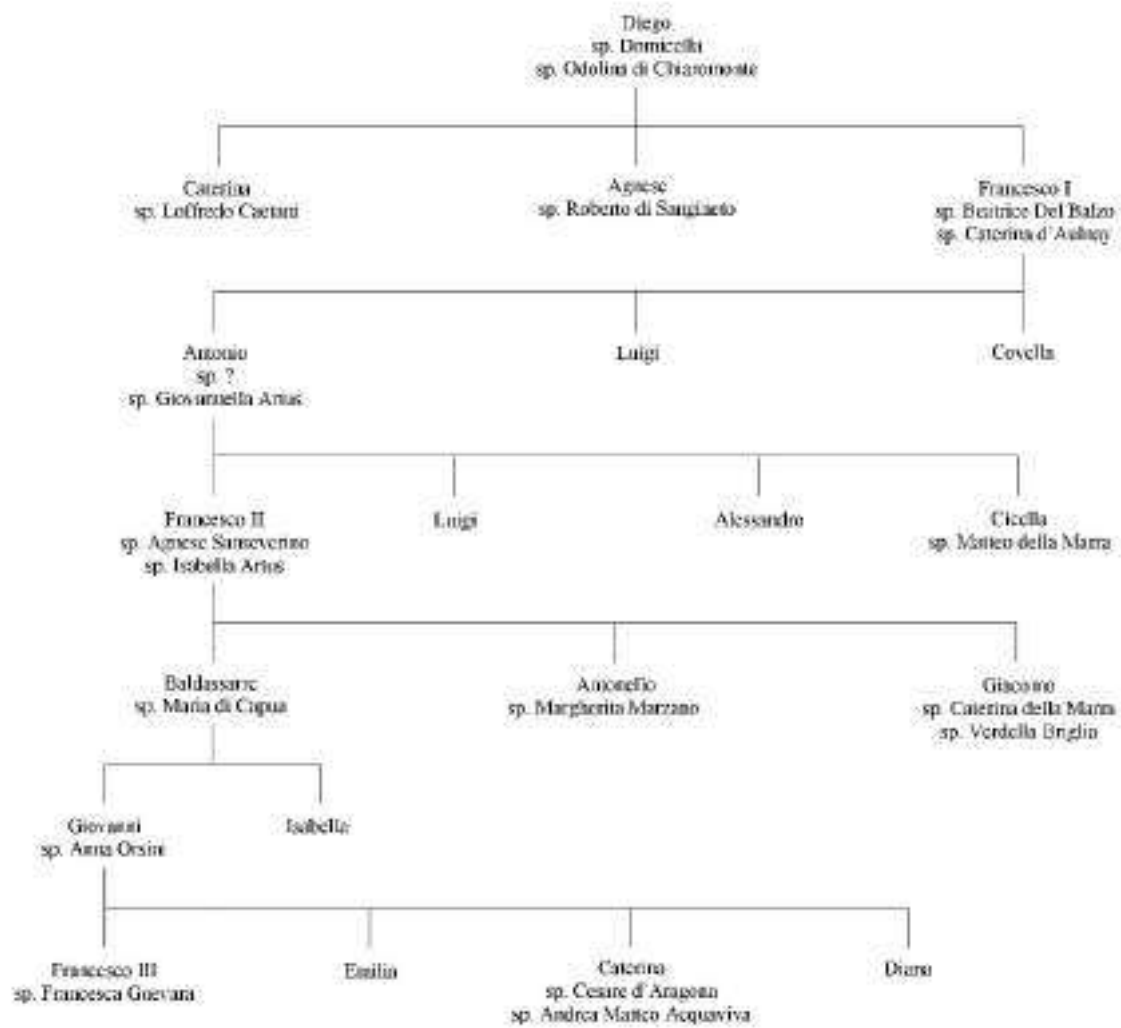 Diego
sp. Domicella
sp. Odolina di Chiaromonte
Caterina
sp. Loffredo Caetani
Agnese
sp. Roberto di Sangineto
Francesco I
sp. Beatrice Del Balzo
sp. Caterina d'Aulnay
Antonio
sp. ?
sp. Giovannella Artus
Luigi
Covella
Francesco II
sp. Agnese Sanseverino
sp. Isabella Artus
Luigi
Alessandro
Cicella
sp. Matteo della Marra
Baldassarre
sp. Maria di Capua
Antonello
sp. Margherita Marzano
Giacomo
sp. Caterina della Marra
sp. Verdella Briglia
Giovanni
sp. Anna Orsini
Isabella
Francesco III
sp. Francesca Guevara
Emilia
Caterina
sp. Cesare d'Aragona
sp. Andrea Matteo Acquaviva
Diana